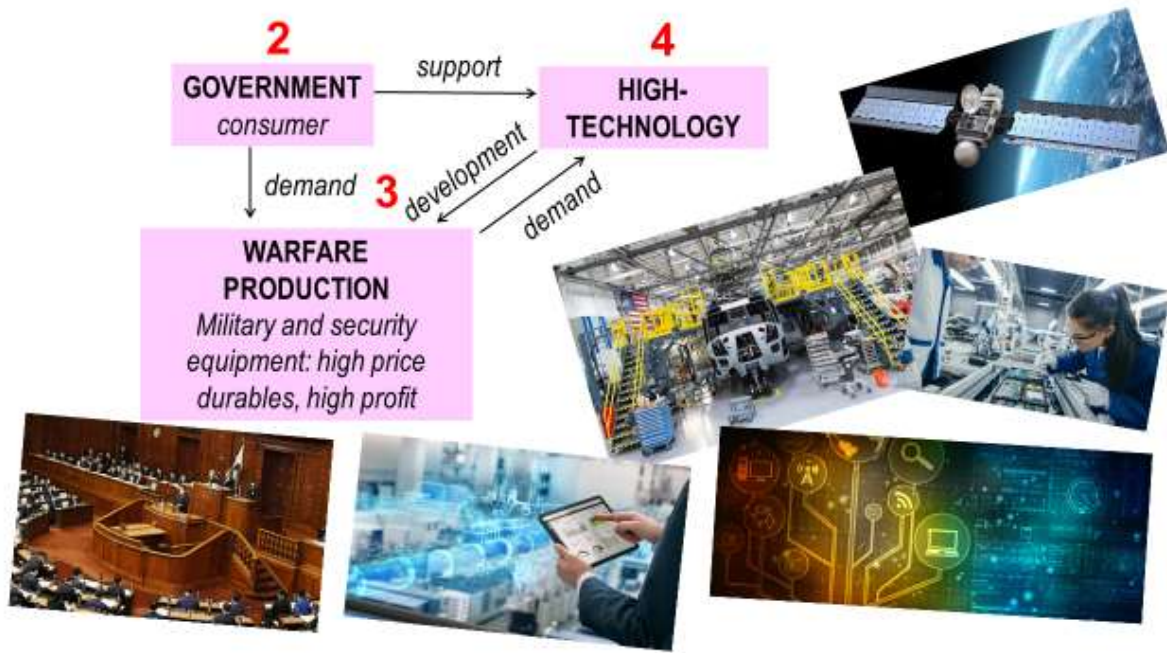 2
GOVERNMENT
consumer
support
4
HIGH-
TECHNOLOGY
demand
3
development
demand
WARFARE
PRODUCTION
Military and security
equipment: high price
durables, high profit